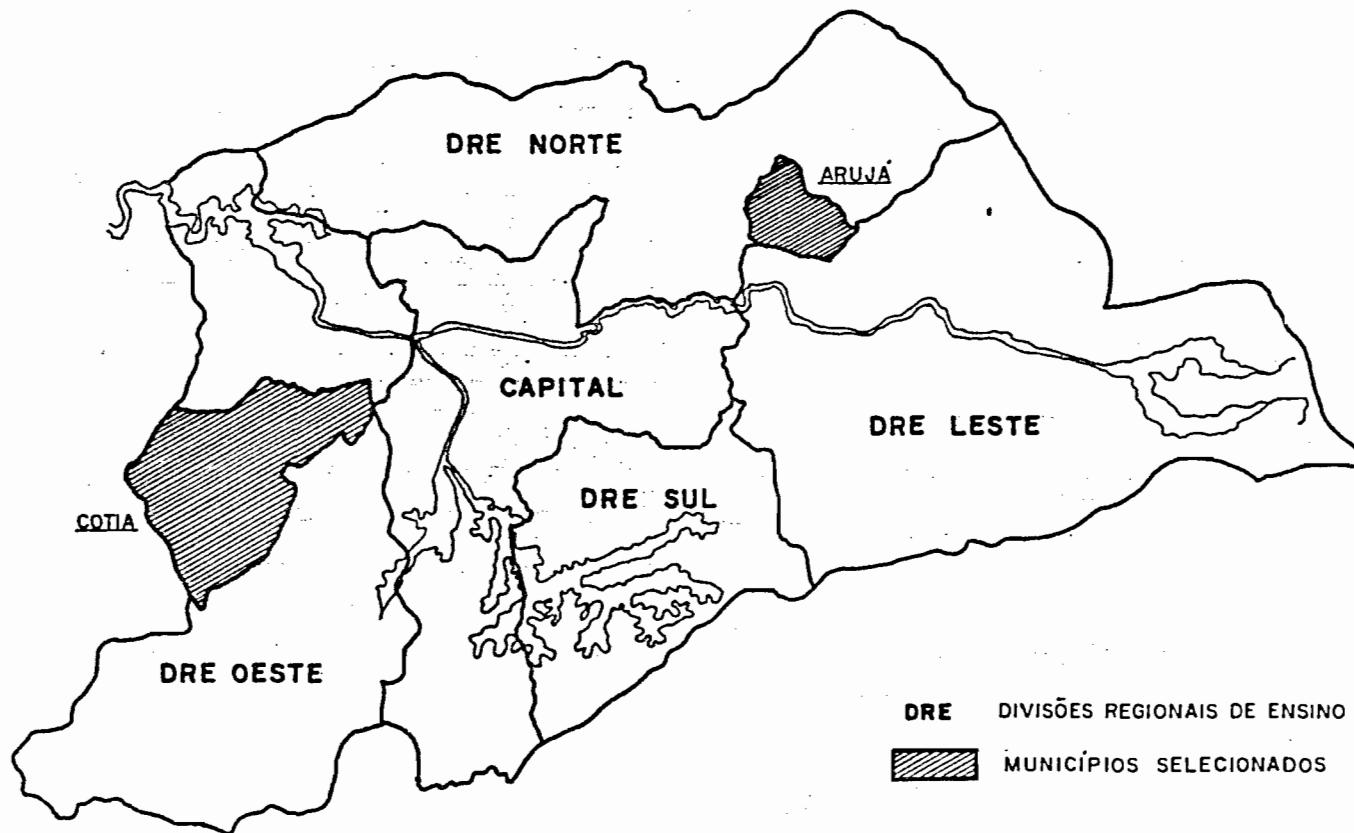 DRE NORTE
ARUJÁ
CAPITAL
DRE LESTE
DRE SUL
COTIA
DRE OESTE
DRE DIVISÕES REGIONAIS DE ENSINO
MUNICÍPIOS SELECIONADOS